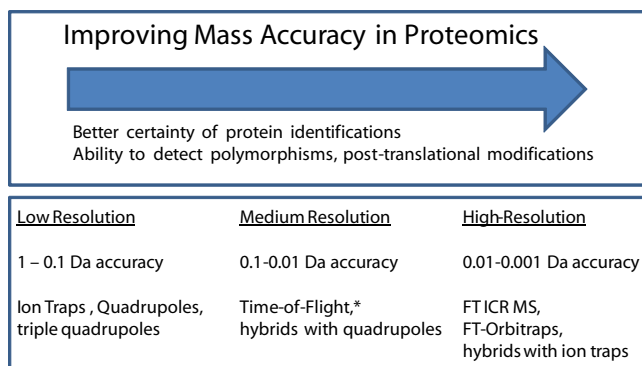 Improving Mass Accuracy in Proteomics
Better certainty of protein identifications
Ability to detect polymorphisms, post-translational modifications
Low Resolution
1 – 0.1 Da accuracy
Ion Traps , Quadrupoles,
triple quadrupoles
Medium Resolution
0.1-0.01 Da accuracy
Time-of-Flight,*
hybrids with quadrupoles
High-Resolution
0.01-0.001 Da accuracy
FT ICR MS,
FT-Orbitraps,
hybrids with ion traps